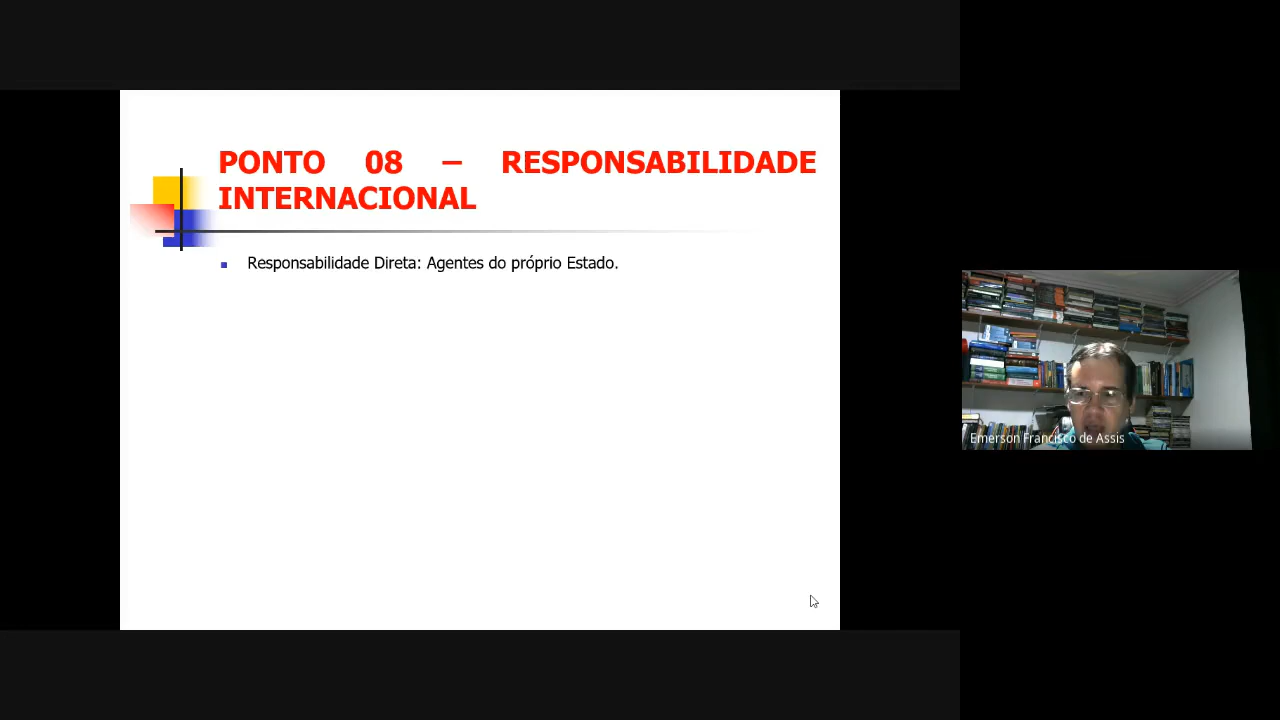 PONTO 08 – RESPONSABILIDADE
INTERNACIONAL
Responsabilidade Direta: Agentes do próprio Estado.
Emerson Francisco de Assis